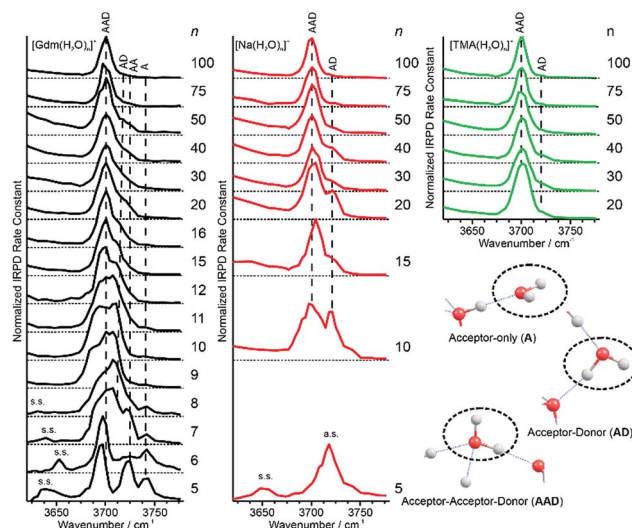 [Gdm(H₂O)ₙ]⁺
AAD
AD
AA
A
n
100
75
50
40
30
20
16
15
12
11
10
9
8
7
6
5
s.s.
s.s.
s.s.
s.s.
Normalized IRPD Rate Constant
3650 3700 3750
Wavenumber / cm⁻¹
[Na(H₂O)ₙ]⁺
AAD
AD
n
100
75
50
40
30
20
15
10
5
s.s.
a.s.
Normalized IRPD Rate Constant
3650 3700 3750
Wavenumber / cm⁻¹
[TMA(H₂O)ₙ]⁺
AAD
AD
n
100
75
50
40
30
20
Normalized IRPD Rate Constant
3700 3750
Wavenumber / cm⁻¹
Acceptor-only (A)
Acceptor-Donor (AD)
Acceptor-Acceptor-Donor (AAD)